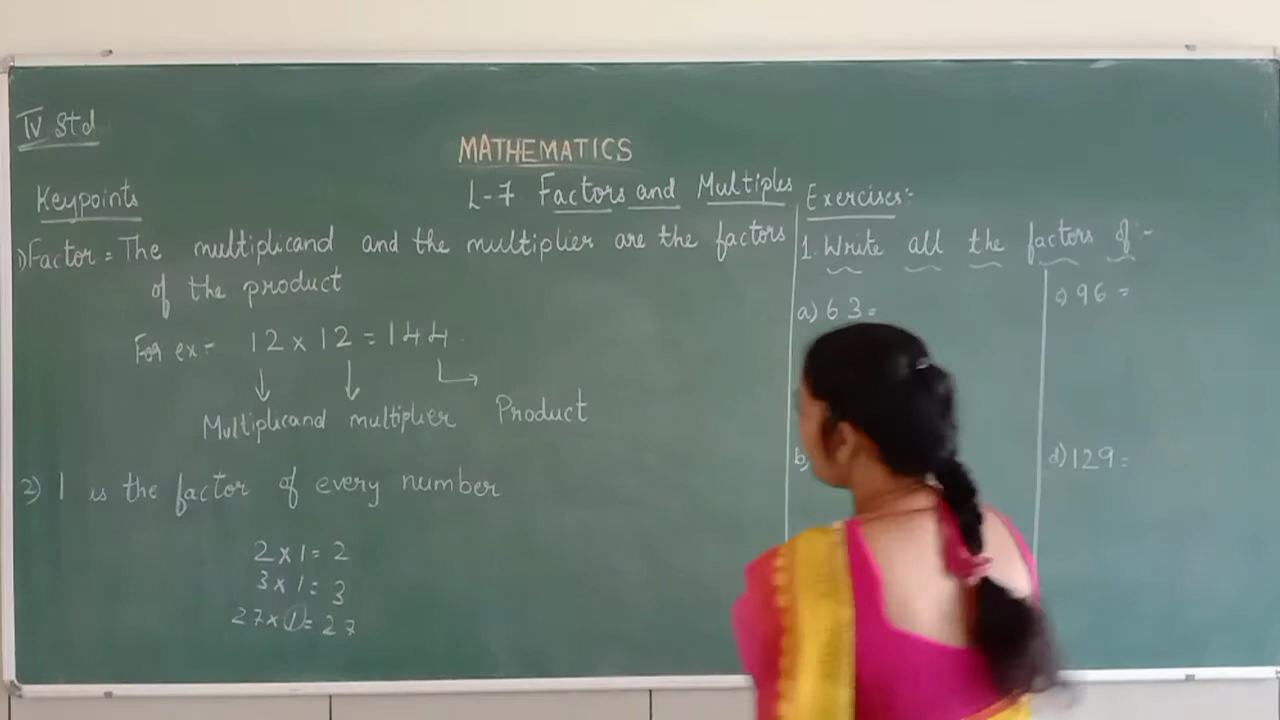 IV Std
MATHEMATICS
L-7 Factors and Multiples
Keypoints
1) Factor = The multiplicand and the multiplier are the factors
of the product
For ex:- 12 x 12 = 144
Multiplicand multiplier Product
2) 1 is the factor of every number
2 x 1 = 2
3 x 1 = 3
27 x 1 = 27
Exercises:-
1. Write all the factors of :-
a) 63 =
b)
c) 96 =
d) 129 =